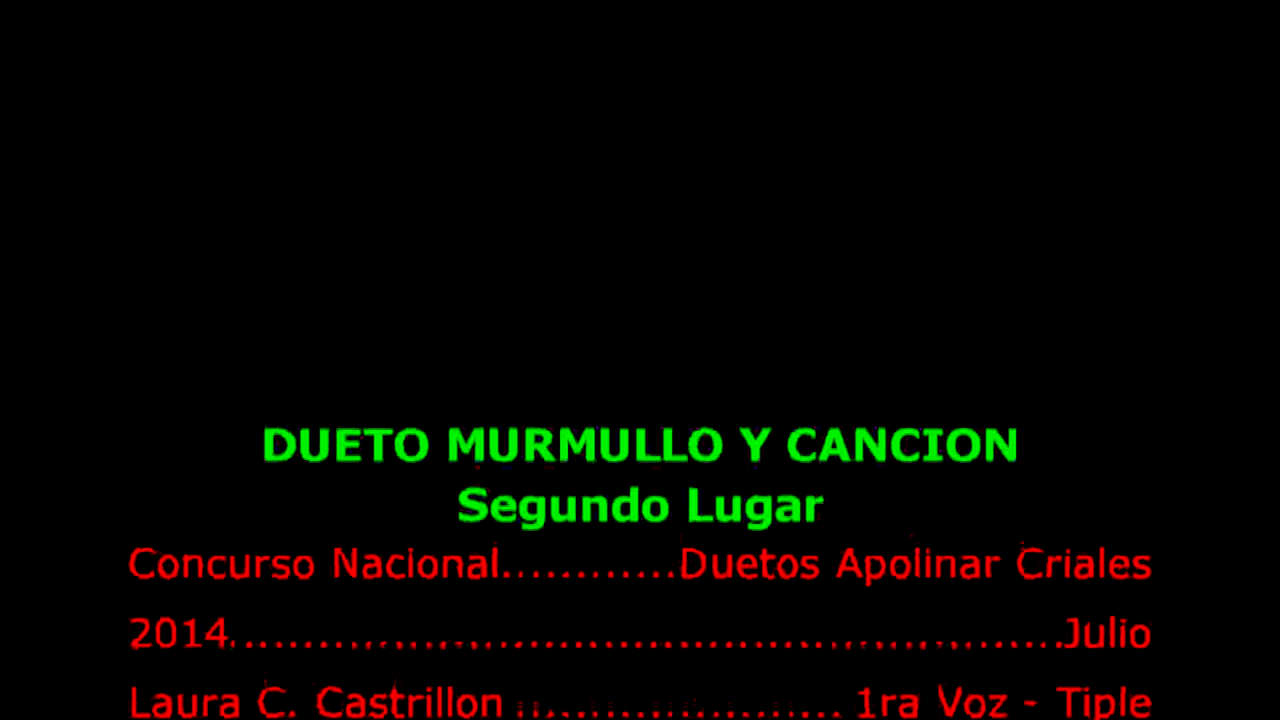 DUETO MURMULLO Y CANCION
Segundo Lugar
Concurso Nacional............Duetos Apolinar Criales
2014.........................................................Julio
Laura C. Castrillon ...................... 1ra Voz - Tiple